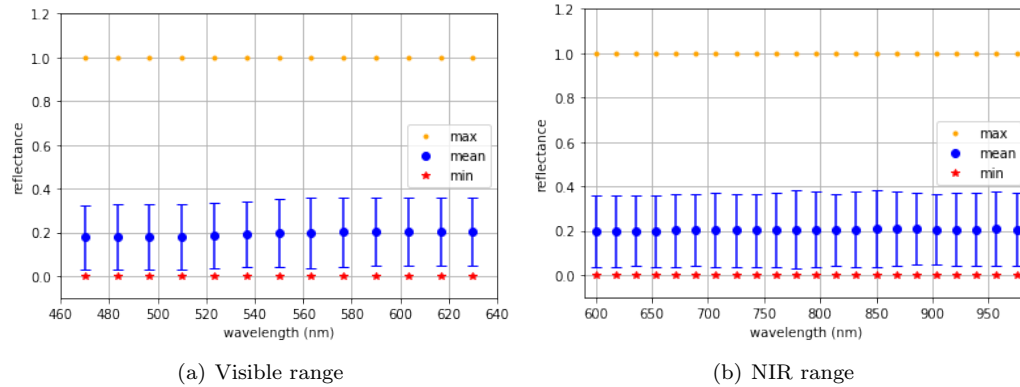 1.2
1.0
0.8
0.6
0.4
0.2
0.0
reflectance
460 480 500 520 540 560 580 600 620 640
wavelength (nm)
max
mean
min
(a) Visible range
1.2
1.0
0.8
0.6
0.4
0.2
0.0
reflectance
600 650 700 750 800 850 900 950
wavelength (nm)
max
mean
min
(b) NIR range